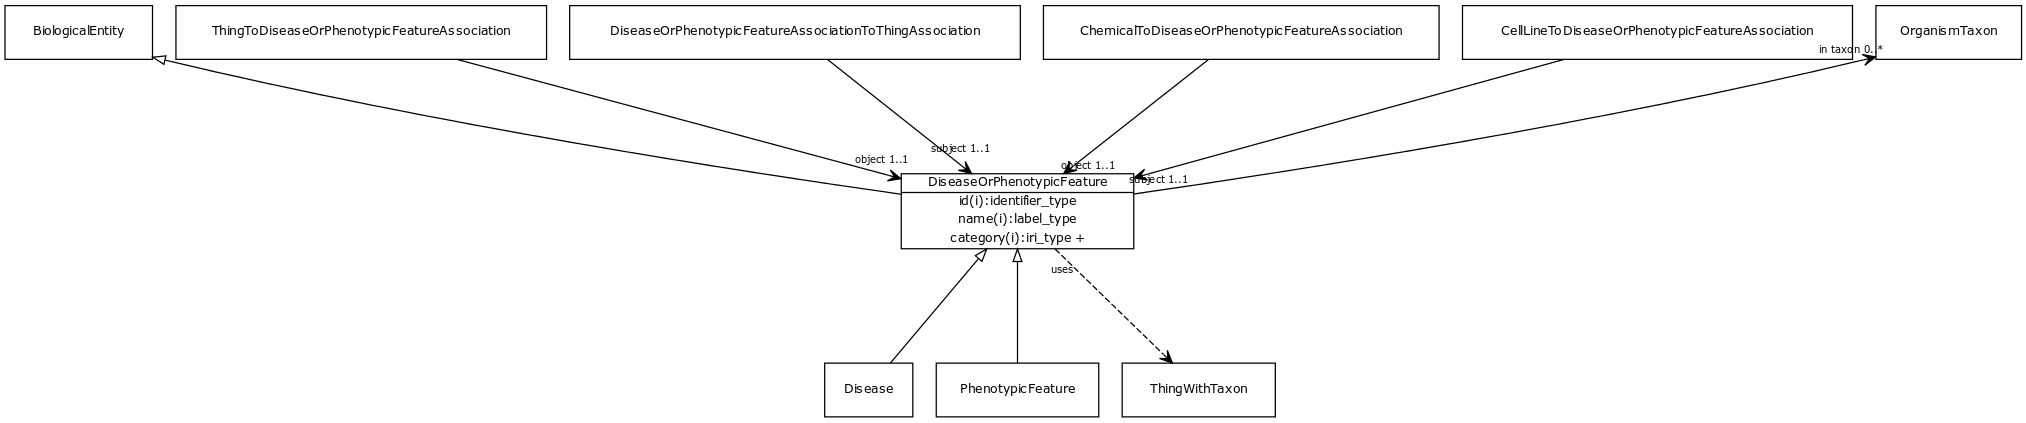 BiologicalEntity
ThingToDiseaseOrPhenotypicFeatureAssociation
DiseaseOrPhenotypicFeatureAssociationToThingAssociation
ChemicalToDiseaseOrPhenotypicFeatureAssociation
CellLineToDiseaseOrPhenotypicFeatureAssociation
OrganismTaxon
in taxon 0..*
object 1..1
subject 1..1
object 1..1
subject 1..1
DiseaseOrPhenotypicFeature
id(i):identifier_type
name(i):label_type
category(i):iri_type +
uses
Disease
PhenotypicFeature
ThingWithTaxon